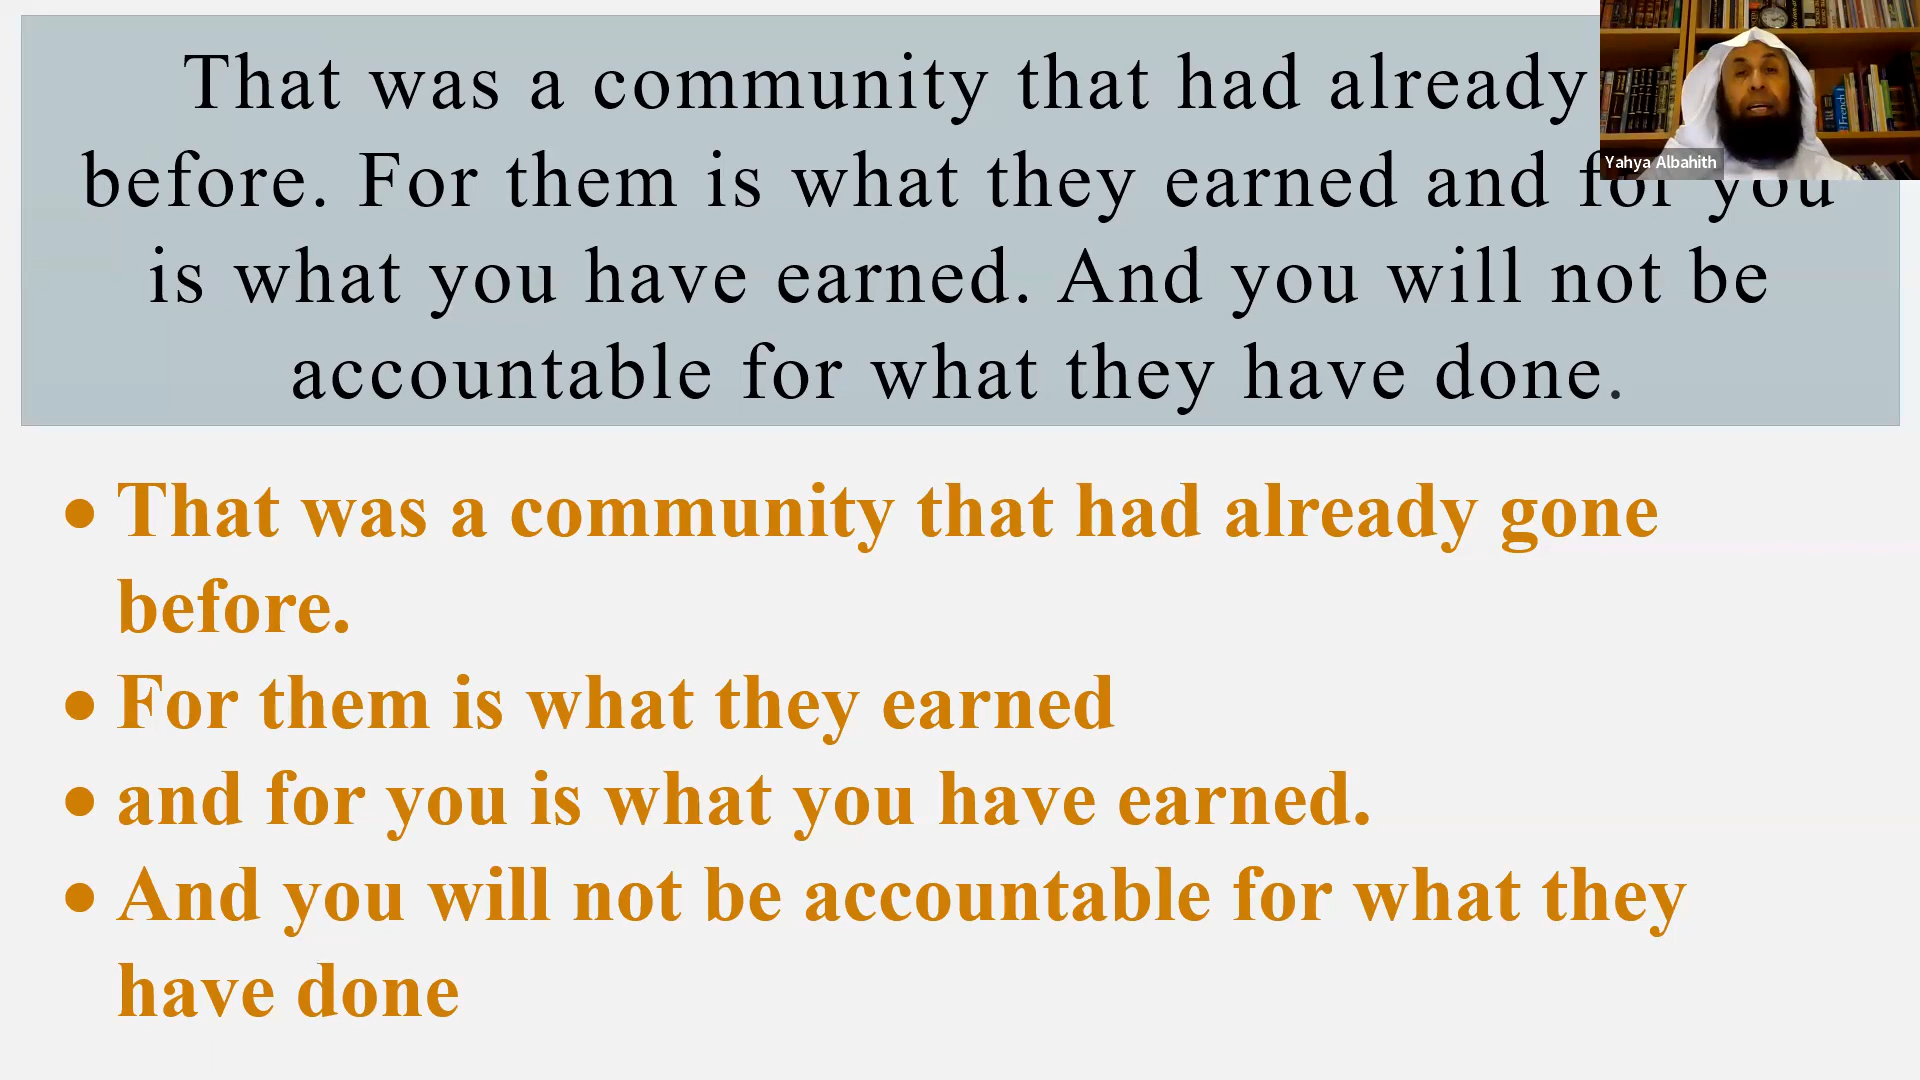 That was a community that had already
before. For them is what they earned and for you
is what you have earned. And you will not be
accountable for what they have done.
Yahya Albahith
• That was a community that had already gone
before.
• For them is what they earned
• and for you is what you have earned.
• And you will not be accountable for what they
have done
French